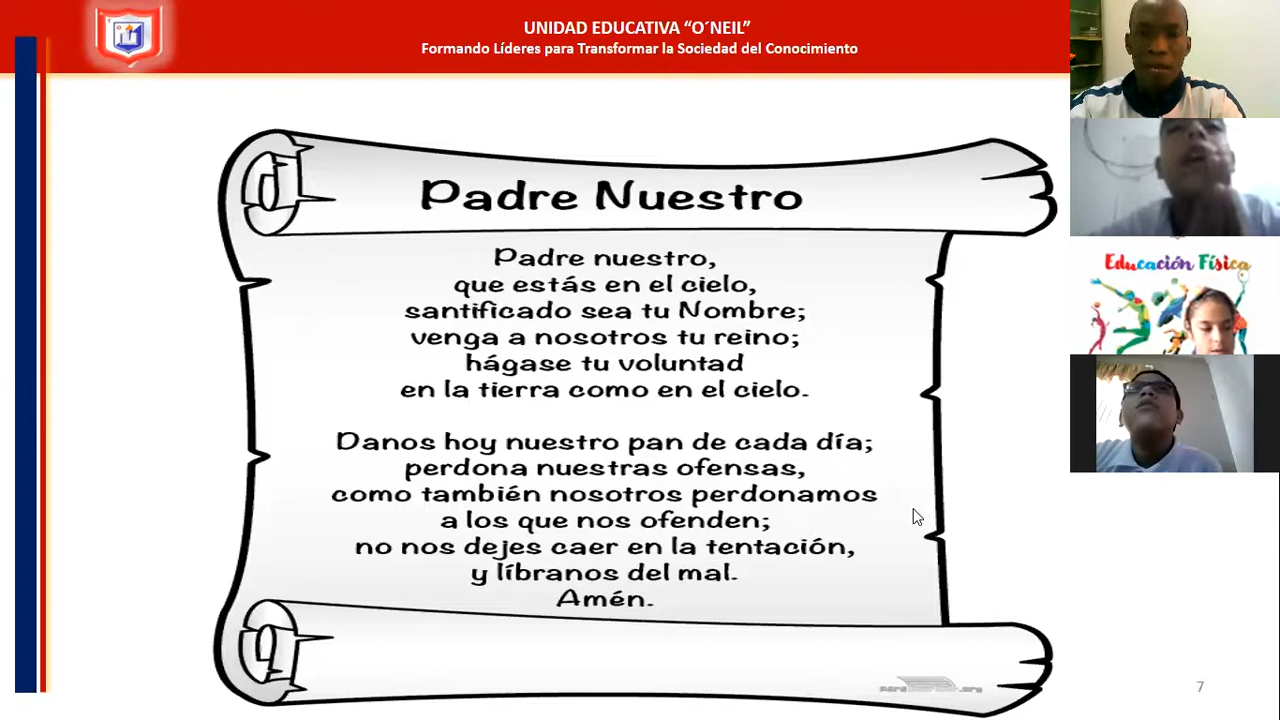 UNIDAD EDUCATIVA “O´NEIL”
Formando Líderes para Transformar la Sociedad del Conocimiento
Padre Nuestro
Padre nuestro,
que estás en el cielo,
santificado sea tu Nombre;
venga a nosotros tu reino;
hágase tu voluntad
en la tierra como en el cielo.
Danos hoy nuestro pan de cada día;
perdona nuestras ofensas,
como también nosotros perdonamos
a los que nos ofenden;
no nos dejes caer en la tentación,
y líbranos del mal.
Amén.
7
Educación Física